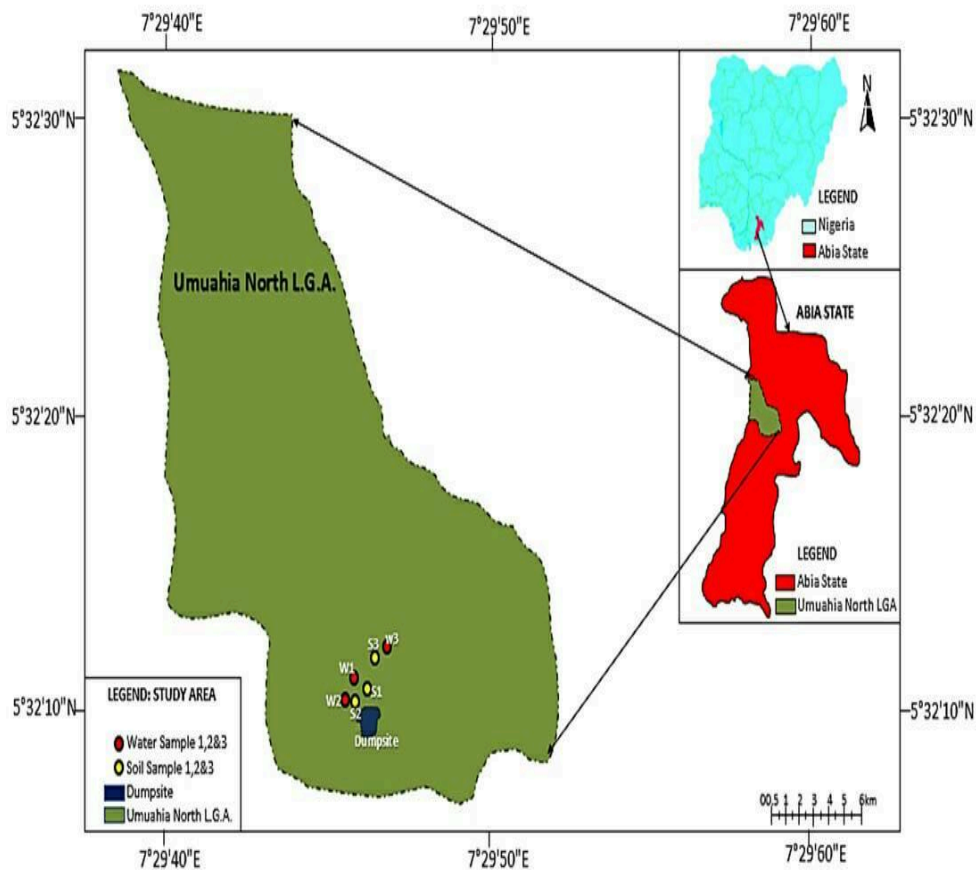 7°29'40"E
7°29'50"E
7°29'60"E
5°32'30"N
5°32'30"N
N
LEGEND
Nigeria
Abia State
Umuahia North L.G.A.
ABIA STATE
5°32'20"N
5°32'20"N
LEGEND
Abia State
Umuahia North LGA
S3
w3
W1
S1
W2
S2
Dumpsite
5°32'10"N
5°32'10"N
LEGEND: STUDY AREA
Water Sample 1,2&3
Soil Sample 1,2&3
Dumpsite
Umuahia North L.G.A.
00.5 1 2 3 4 5 6km
7°29'40"E
7°29'50"E
7°29'60"E